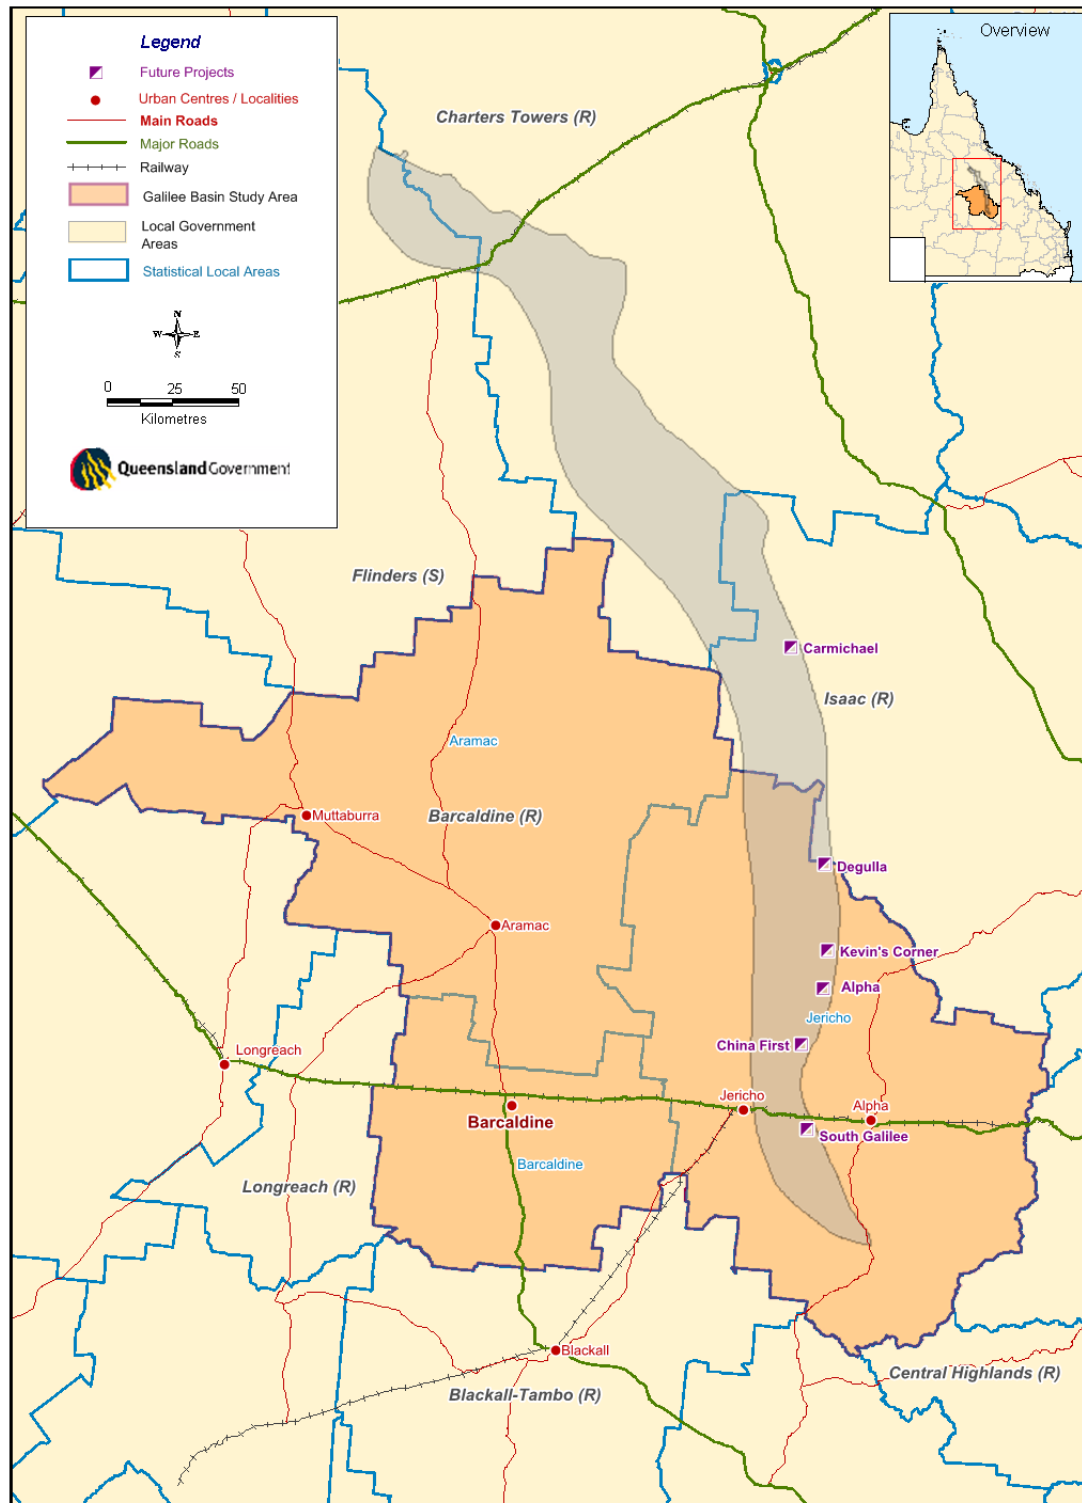 Legend
Future Projects
Urban Centres / Localities
Main Roads
Major Roads
Railway
Galilee Basin Study Area
Local Government
Areas
Statistical Local Areas
N
W E
S
0 25 50
Kilometres
Queensland Government
Overview
Charters Towers (R)
Flinders (S)
Carmichael
Isaac (R)
Aramac
Muttaburra
Barcaldine (R)
Degulla
Aramac
Kevin's Corner
Alpha
Jericho
China First
Longreach
Jericho
Alpha
Barcaldine
South Galilee
Barcaldine
Longreach (R)
Blackall
Central Highlands (R)
Blackall-Tambo (R)